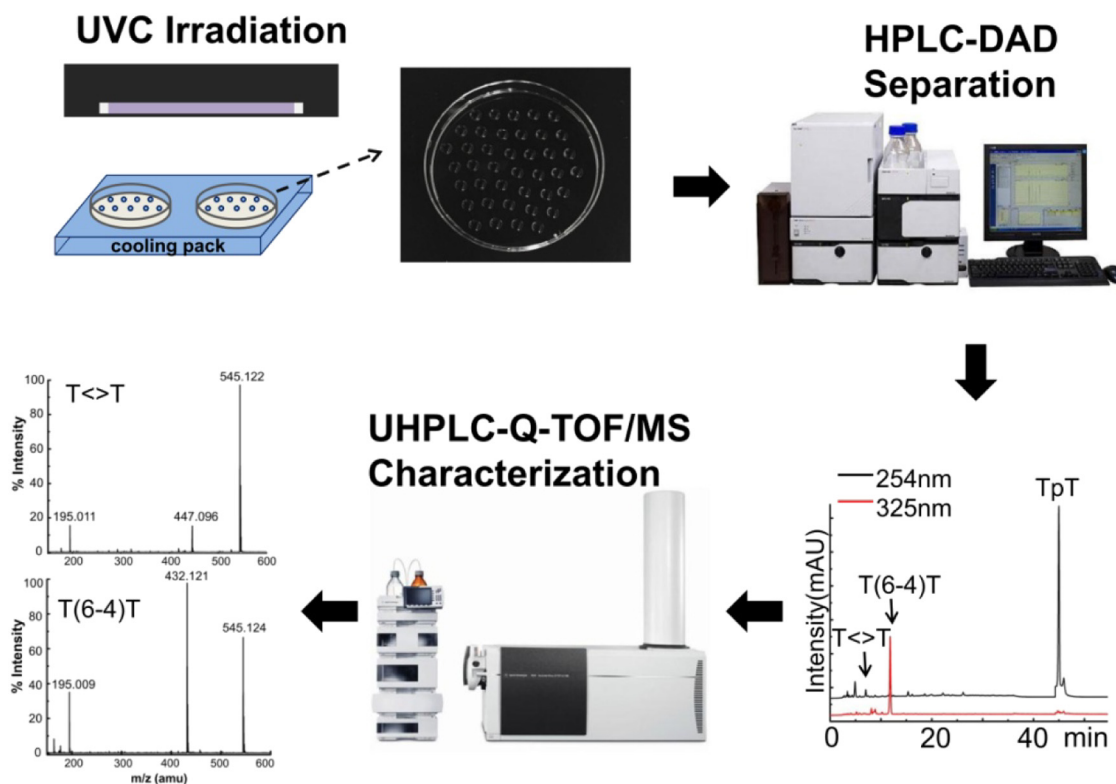 UVC Irradiation
cooling pack
HPLC-DAD
Separation
254nm
325nm
TpT
T(6-4)T
T<>T
Intensity(mAU)
0
20
40
min
UHPLC-Q-TOF/MS
Characterization
T<>T
545.122
195.011
447.096
% Intensity
100
80
60
40
20
0
200
300
400
500
600
T(6-4)T
432.121
545.124
195.009
% Intensity
100
80
60
40
20
0
200
300
400
500
600
m/z (amu)